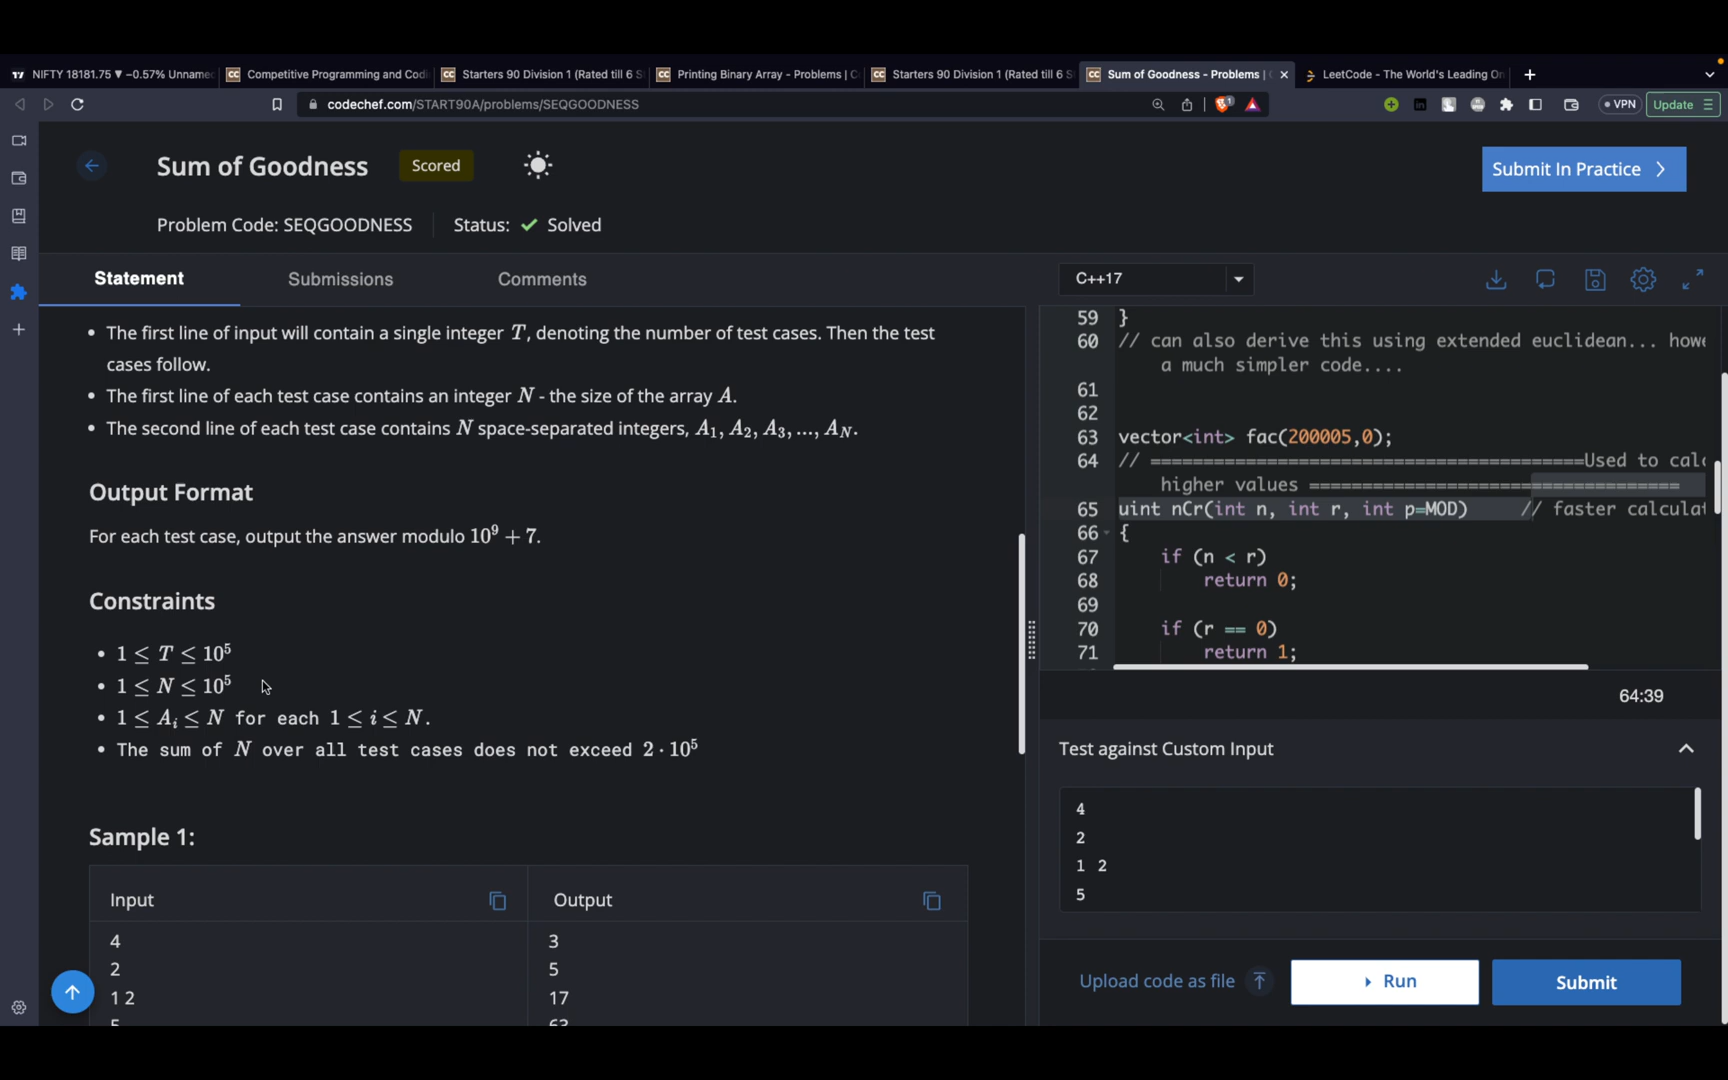 NIFTY 18181.75 ▼ −0.57% Unname
Competitive Programming and Codi
Starters 90 Division 1 (Rated till 6 S
Printing Binary Array - Problems | C
Starters 90 Division 1 (Rated till 6 S
Sum of Goodness - Problems |
LeetCode - The World's Leading On
codechef.com/START90A/problems/SEQGOODNESS
1
VPN
Update
Sum of Goodness
Scored
Submit In Practice
Problem Code: SEQGOODNESS
Status: ✓ Solved
Statement
Submissions
Comments
C++17
• The first line of input will contain a single integer T, denoting the number of test cases. Then the test
cases follow.
• The first line of each test case contains an integer N - the size of the array A.
• The second line of each test case contains N space-separated integers, A₁, A₂, A₃, ..., A_N.
Output Format
For each test case, output the answer modulo 10⁹ + 7.
Constraints
• 1 ≤ T ≤ 10⁵
• 1 ≤ N ≤ 10⁵
• 1 ≤ Aᵢ ≤ N for each 1 ≤ i ≤ N.
• The sum of N over all test cases does not exceed 2 · 10⁵
Sample 1:
Input
Output
4
3
2
5
1 2
17
5
63
59 }
60 // can also derive this using extended euclidean... howe
a much simpler code....
61
62
63 vector<int> fac(200005,0);
64 // =========================================Used to calc
higher values ===================================
65 uint nCr(int n, int r, int p=MOD) // faster calculat
66 {
67 if (n < r)
68 return 0;
69
70 if (r == 0)
71 return 1;
64:39
Test against Custom Input
4
2
1 2
5
Upload code as file
Run
Submit